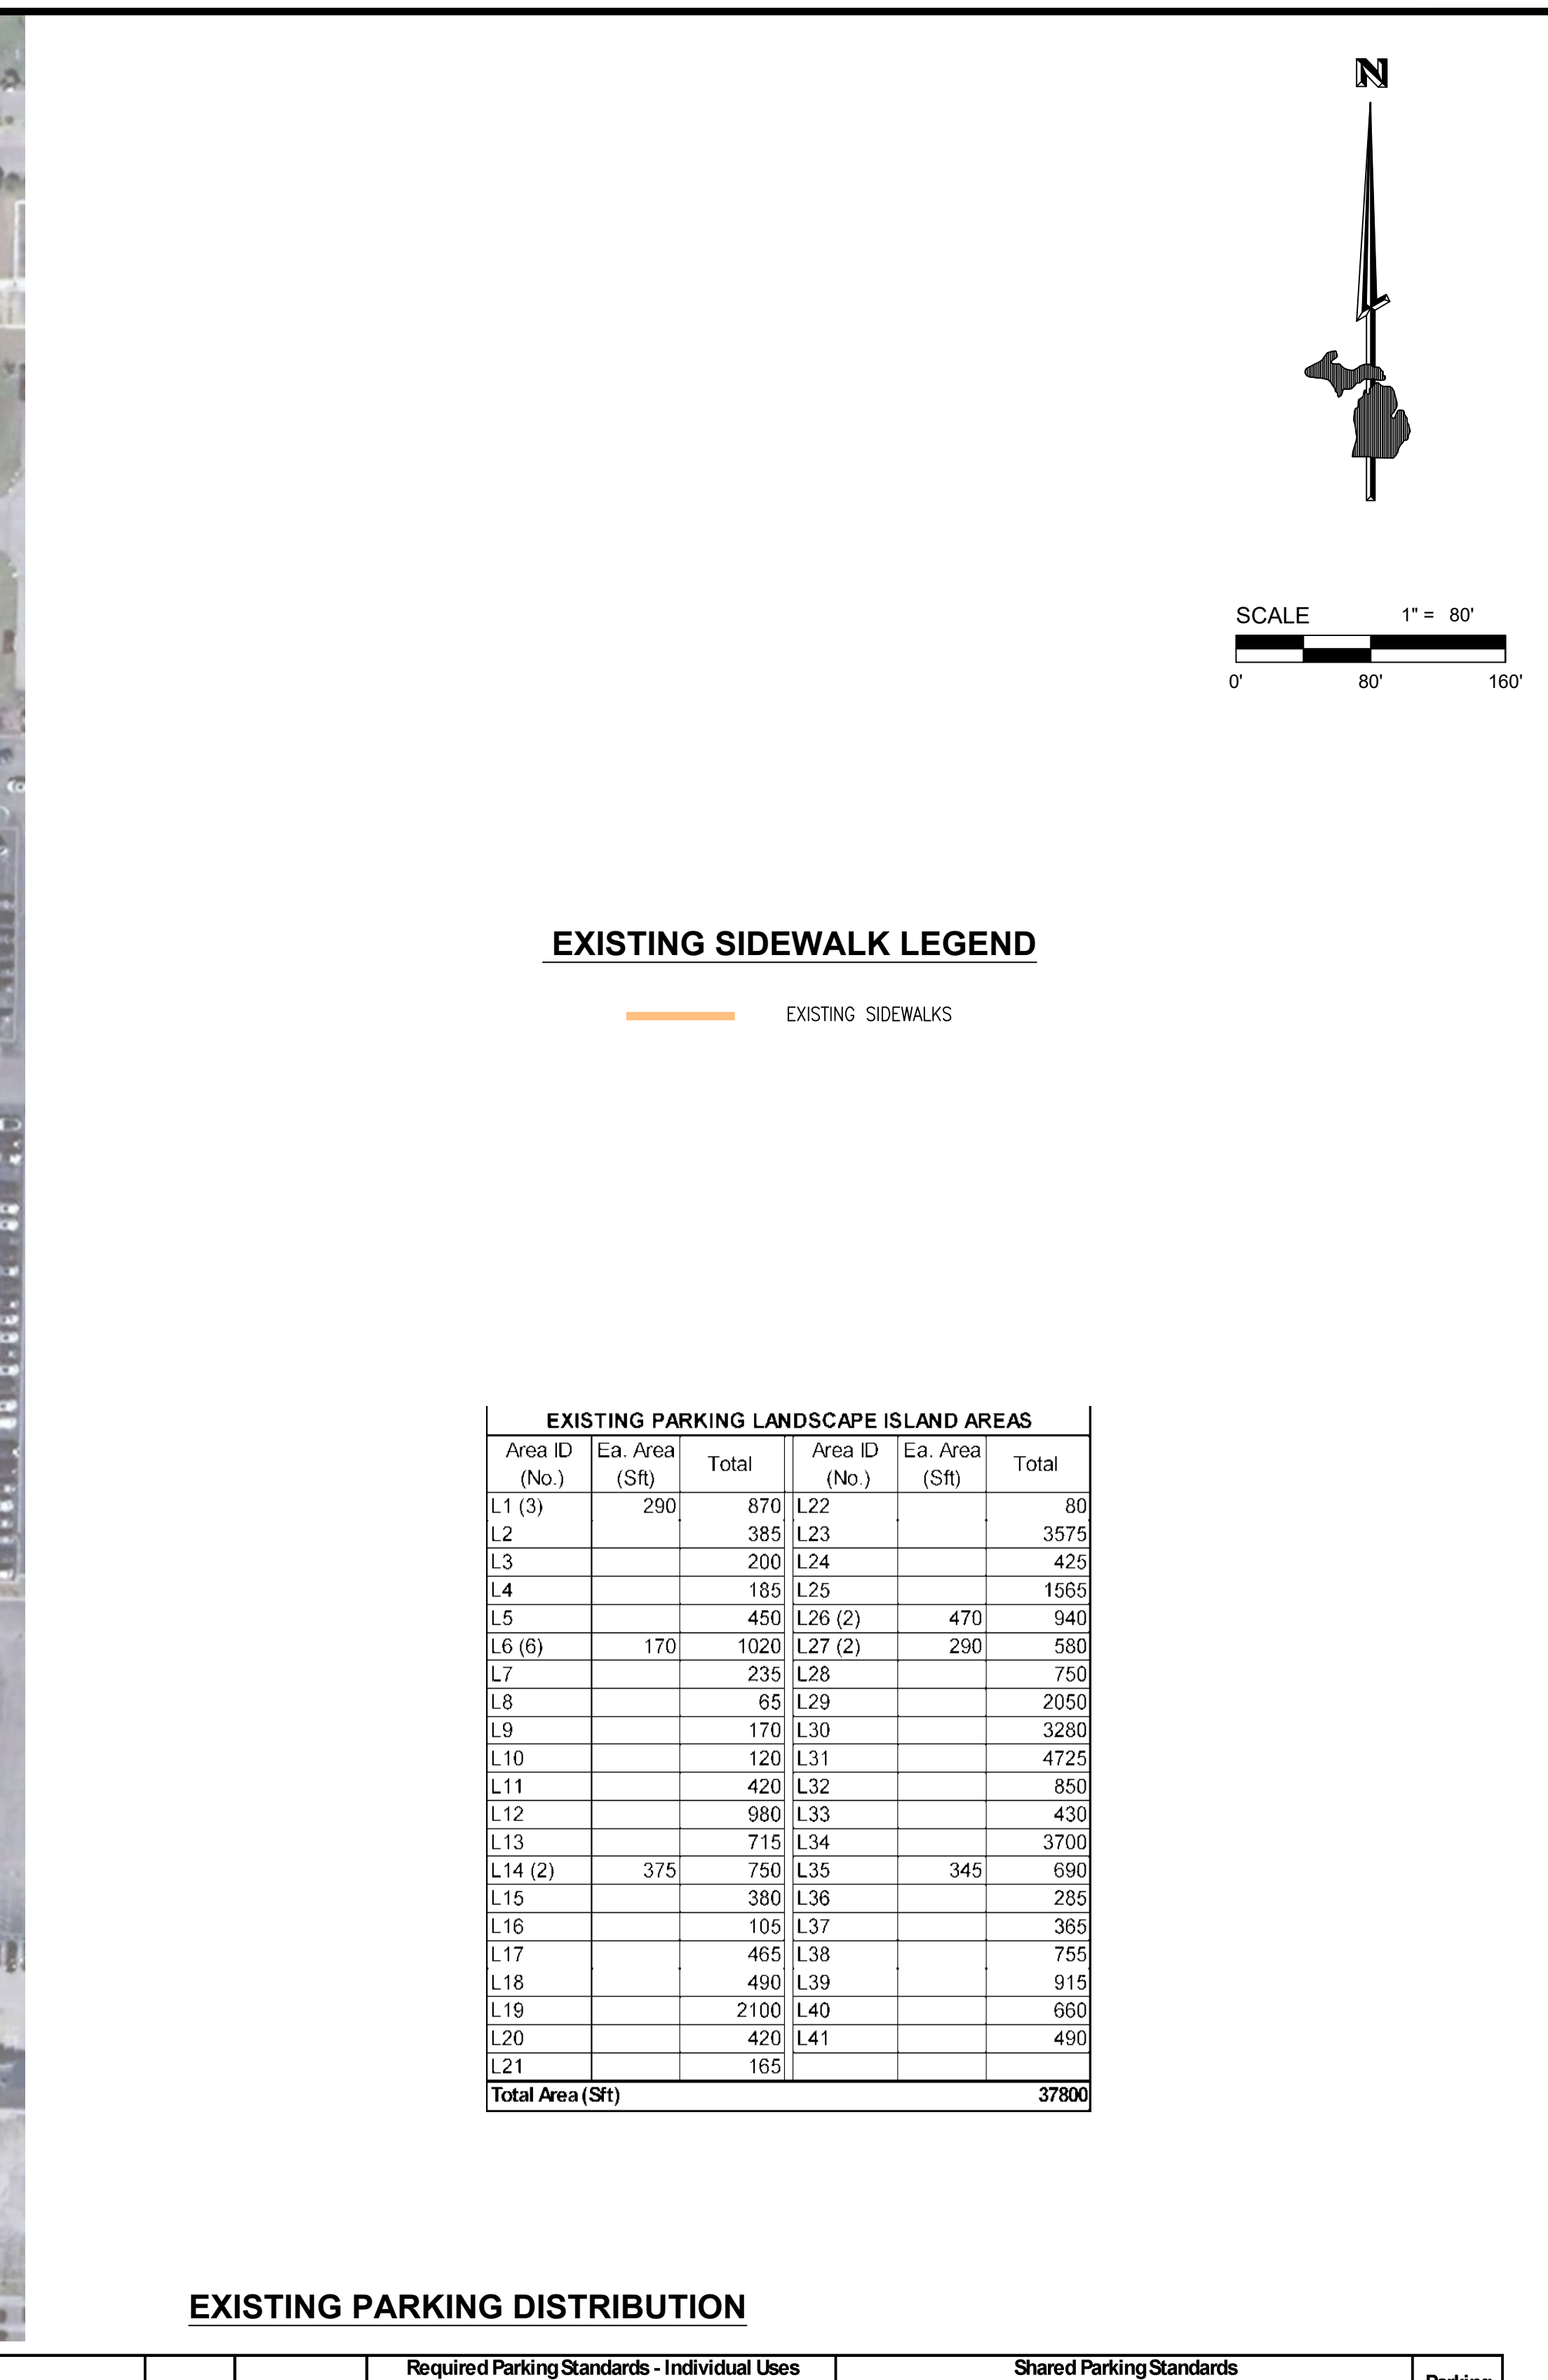 N
SCALE 1" = 80'
0' 80' 160'
EXISTING SIDEWALK LEGEND
EXISTING SIDEWALKS
EXISTING PARKING LANDSCAPE ISLAND AREAS
Area ID Ea. Area Total Area ID Ea. Area Total
(No.) (Sft) (No.) (Sft)
L1 (3) 290 870 L22 80
L2 385 L23 3575
L3 200 L24 425
L4 185 L25 1565
L5 450 L26 (2) 470 940
L6 (6) 170 1020 L27 (2) 290 580
L7 235 L28 750
L8 65 L29 2050
L9 170 L30 3280
L10 120 L31 4725
L11 420 L32 850
L12 980 L33 430
L13 715 L34 3700
L14 (2) 375 750 L35 345 690
L15 380 L36 285
L16 105 L37 365
L17 465 L38 755
L18 490 L39 915
L19 2100 L40 660
L20 420 L41 490
L21 165
Total Area (Sft) 37800
EXISTING PARKING DISTRIBUTION
Required Parking Standards - Individual Uses Shared Parking Standards